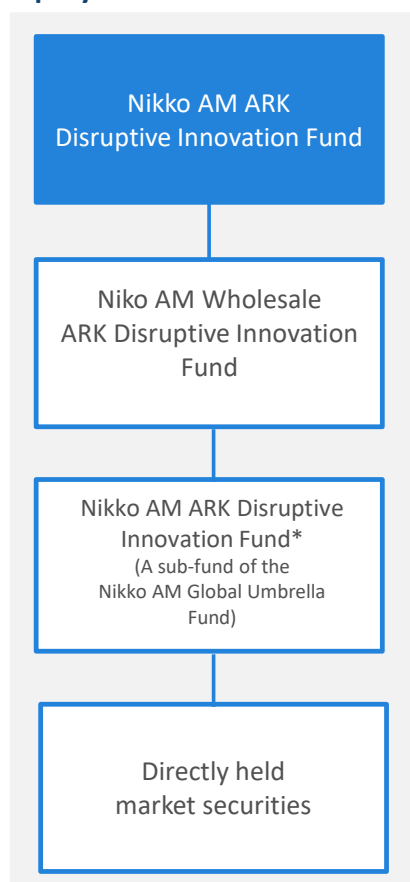 Nikko AM ARK
Disruptive Innovation Fund
Niko AM Wholesale
ARK Disruptive Innovation
Fund
Nikko AM ARK Disruptive
Innovation Fund*
(A sub-fund of the
Nikko AM Global Umbrella
Fund)
Directly held
market securities